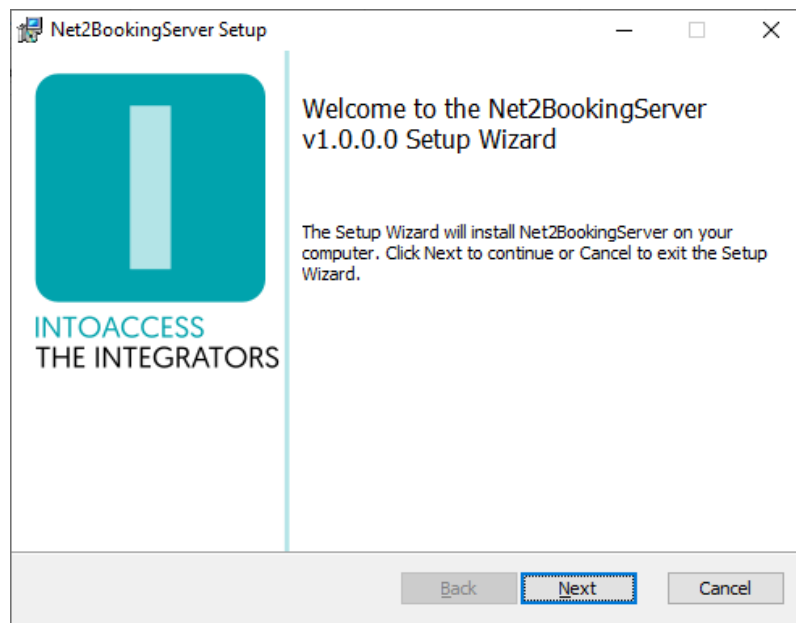 Net2BookingServer Setup
Welcome to the Net2BookingServer
v1.0.0.0 Setup Wizard
The Setup Wizard will install Net2BookingServer on your
computer. Click Next to continue or Cancel to exit the Setup
Wizard.
INTOACCESS
THE INTEGRATORS
Back
Next
Cancel